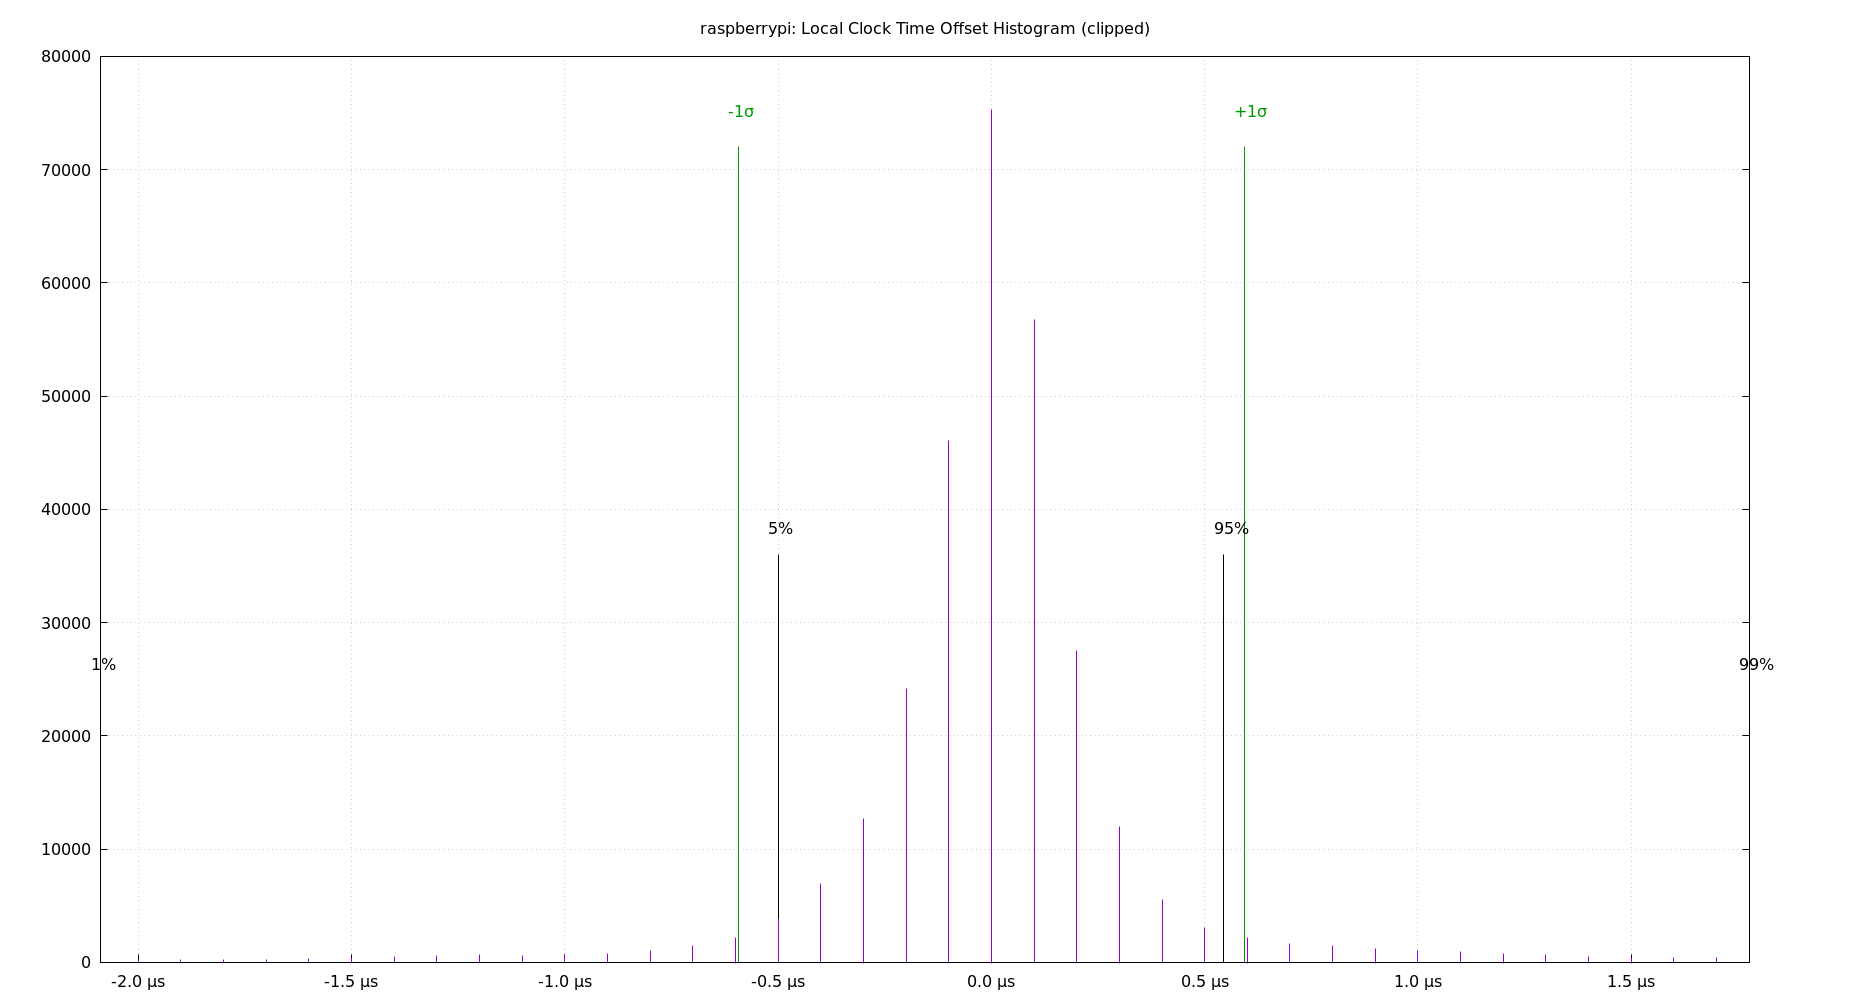 raspberrypi: Local Clock Time Offset Histogram (clipped)
80000
-1σ
+1σ
70000
60000
50000
40000
5%
95%
30000
1%
99%
20000
10000
0
-2.0 µs
-1.5 µs
-1.0 µs
-0.5 µs
0.0 µs
0.5 µs
1.0 µs
1.5 µs